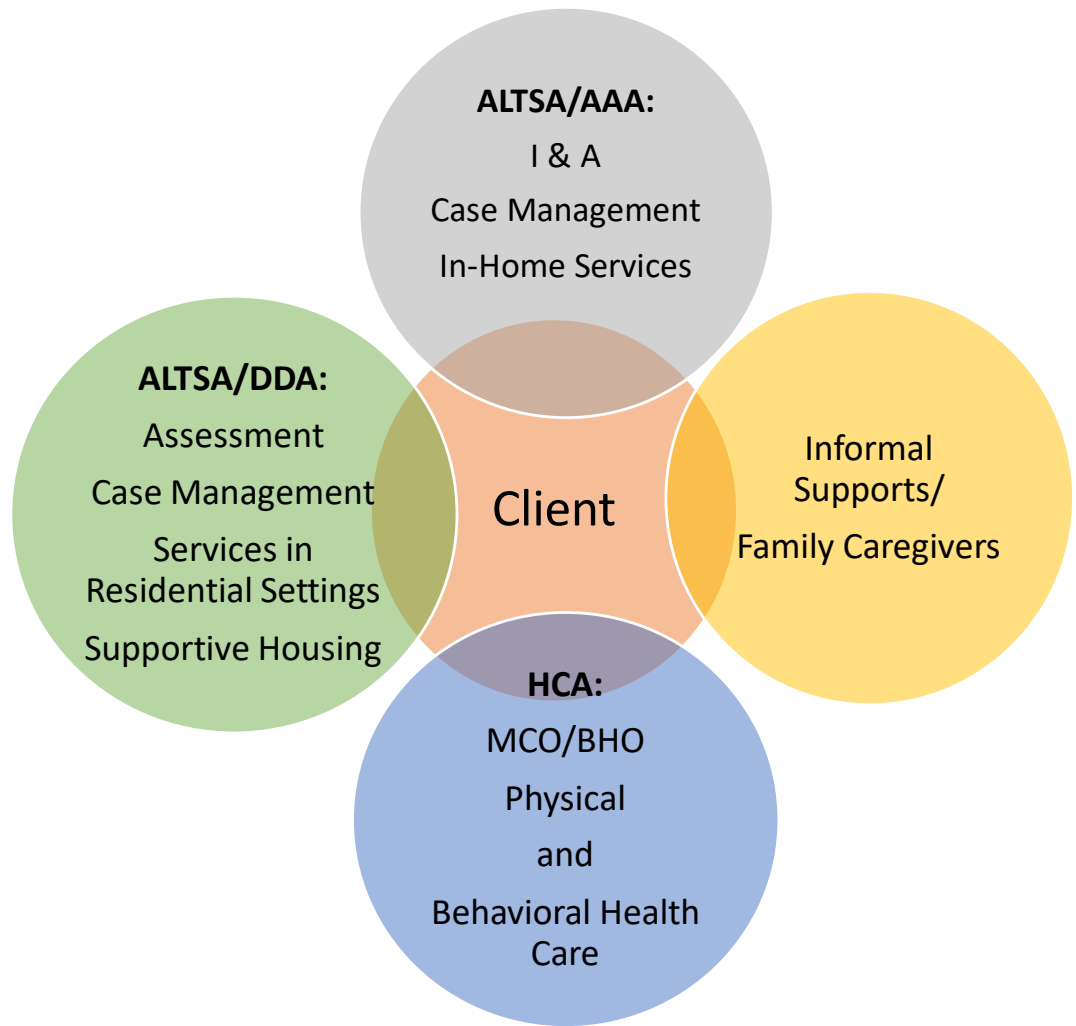 ALTSA/AAA:
I & A
Case Management
In-Home Services
ALTSA/DDA:
Assessment
Case Management
Services in
Residential Settings
Supportive Housing
Client
Informal
Supports/
Family Caregivers
HCA:
MCO/BHO
Physical
and
Behavioral Health
Care